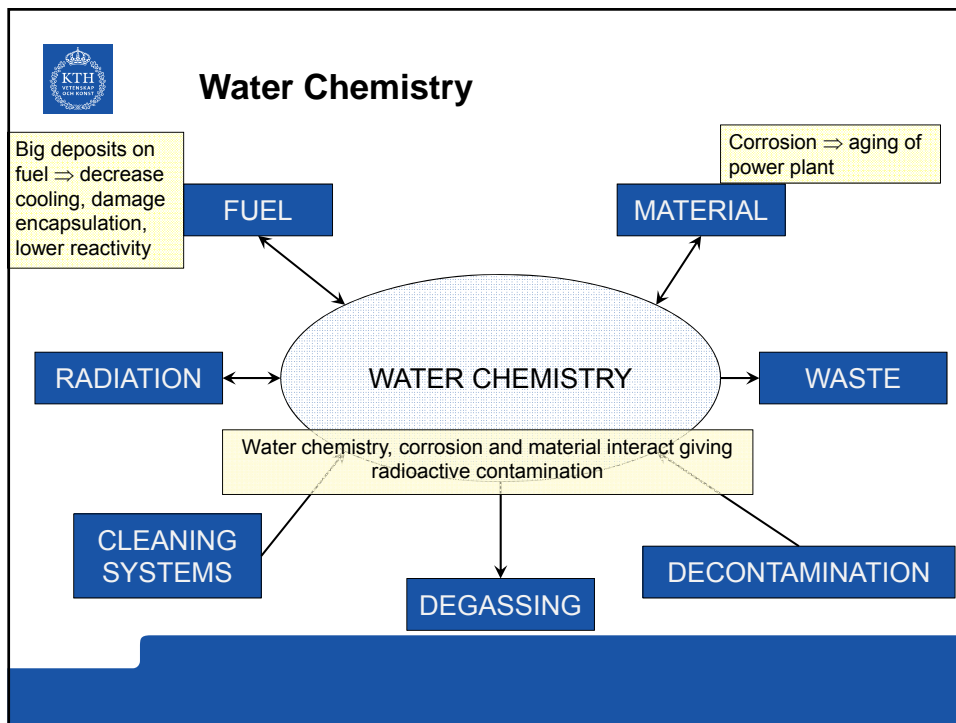 KTH
VETENSKAP
OCH KONST
Water Chemistry
Big deposits on
fuel ⇒ decrease
cooling, damage
encapsulation,
lower reactivity
FUEL
Corrosion ⇒ aging of
power plant
MATERIAL
RADIATION
WATER CHEMISTRY
WASTE
Water chemistry, corrosion and material interact giving
radioactive contamination
CLEANING
SYSTEMS
DEGASSING
DECONTAMINATION